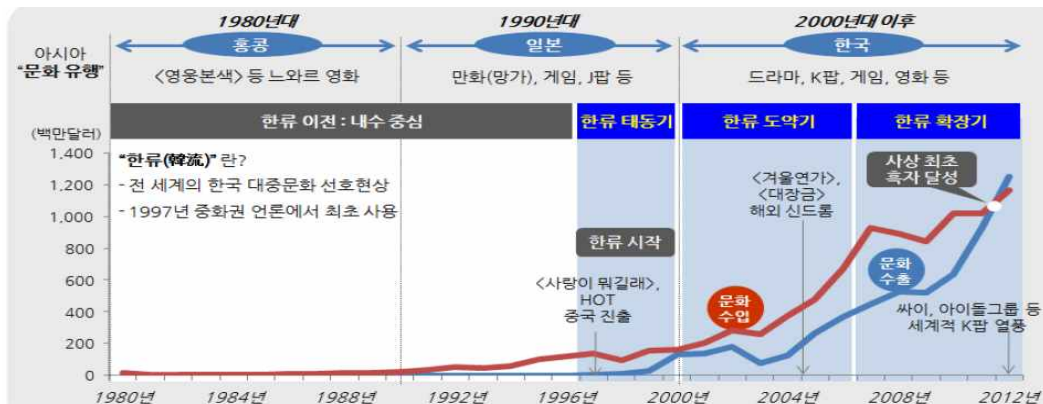 1980년대 1990년대 2000년대 이후
아시아
"문화 유행"
홍콩 일본 한국
<영웅본색> 등 느와르 영화 만화(망가), 게임, J팝 등 드라마, K팝, 게임, 영화 등
한류 이전 : 내수 중심 한류 태동기 한류 도약기 한류 확장기
(백만달러)
1,400
1,200
1,000
800
600
400
200
0
"한류(韓流)" 란?
- 전 세계의 한국 대중문화 선호현상
- 1997년 중화권 언론에서 최초 사용
한류 시작
<사랑이 뭐길래>,
HOT
중국 진출
<겨울연가>,
<대장금>
해외 신드롬
사상 최초
흑자 달성
문화
수입
문화
수출
싸이, 아이돌그룹 등
세계적 K팝 열풍
1980년 1984년 1988년 1992년 1996년 2000년 2004년 2008년 2012년